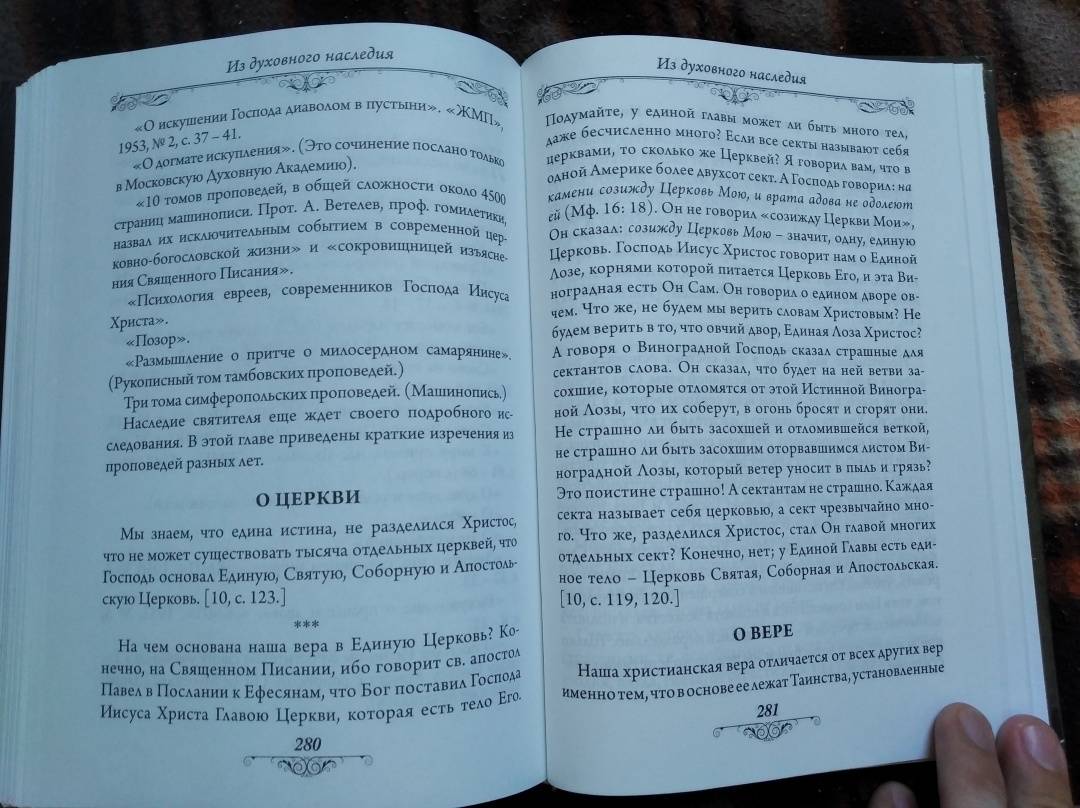 Из духовного наследия
«О искушении Господа диаволом в пустыни». «ЖМП»,
1953, № 2, с. 37 – 41.
«О догмате искупления». (Это сочинение послано только
в Московскую Духовную Академию).
«10 томов проповедей, в общей сложности около 4500
страниц машинописи. Прот. А. Ветелев, проф. гомилетики,
назвал их исключительным событием в современной цер-
ковно-богословской жизни» и «сокровищницей изъясне-
ния Священного Писания».
«Психология евреев, современников Господа Иисуса
Христа».
«Позор».
«Размышление о притче о милосердном самарянине».
(Рукописный том тамбовских проповедей.)
Три тома симферопольских проповедей. (Машинопись.)
Наследие святителя еще ждет своего подробного ис-
следования. В этой главе приведены краткие изречения из
проповедей разных лет.
О ЦЕРКВИ
Мы знаем, что едина истина, не разделился Христос,
что не может существовать тысяча отдельных церквей, что
Господь основал Единую, Святую, Соборную и Апостоль-
скую Церковь. [10, с. 123.]
***
На чем основана наша вера в Единую Церковь? Ко-
нечно, на Священном Писании, ибо говорит св. апостол
Павел в Послании к Ефесянам, что Бог поставил Господа
Иисуса Христа Главою Церкви, которая есть тело Его.
280
Из духовного наследия
Подумайте, у единой главы может ли быть много тел,
даже бесчисленно много? Если все секты называют себя
церквами, то сколько же Церквей? Я говорил вам, что в
одной Америке более двухсот сект. А Господь говорил: на
камени созижду Церковь Мою, и врата адова не одолеют
ей (Мф. 16: 18). Он не говорил «созижду Церкви Мои»,
Он сказал: созижду Церковь Мою – значит, одну, единую
Церковь. Господь Иисус Христос говорит нам о Единой
Лозе, корнями которой питается Церковь Его, и эта Ви-
ноградная есть Он Сам. Он говорил о едином дворе ов-
чем. Что же, не будем мы верить словам Христовым? Не
будем верить в то, что овчий двор, Единая Лоза Христос?
А говоря о Виноградной Господь сказал страшные для
сектантов слова. Он сказал, что будет на ней ветви за-
сохшие, которые отломятся от этой Истинной Виногра-
ной Лозы, что их соберут, в огонь бросят и сгорят они.
Не страшно ли быть засохшей и отломившейся веткой,
не страшно ли быть засохшим оторвавшимся листом Ви-
ноградной Лозы, который ветер уносит в пыль и грязь?
Это поистине страшно! А сектантам не страшно. Каждая
секта называет себя церковью, а сект чрезвычайно мно-
го. Что же, разделился Христос, стал Он главой многих
отдельных сект? Конечно, нет; у Единой Главы есть еди-
ное тело – Церковь Святая, Соборная и Апостольская.
[10, с. 119, 120.]
О ВЕРЕ
Наша христианская вера отличается от всех других вер
именно тем, что в основе ее лежат Таинства, установленные
281